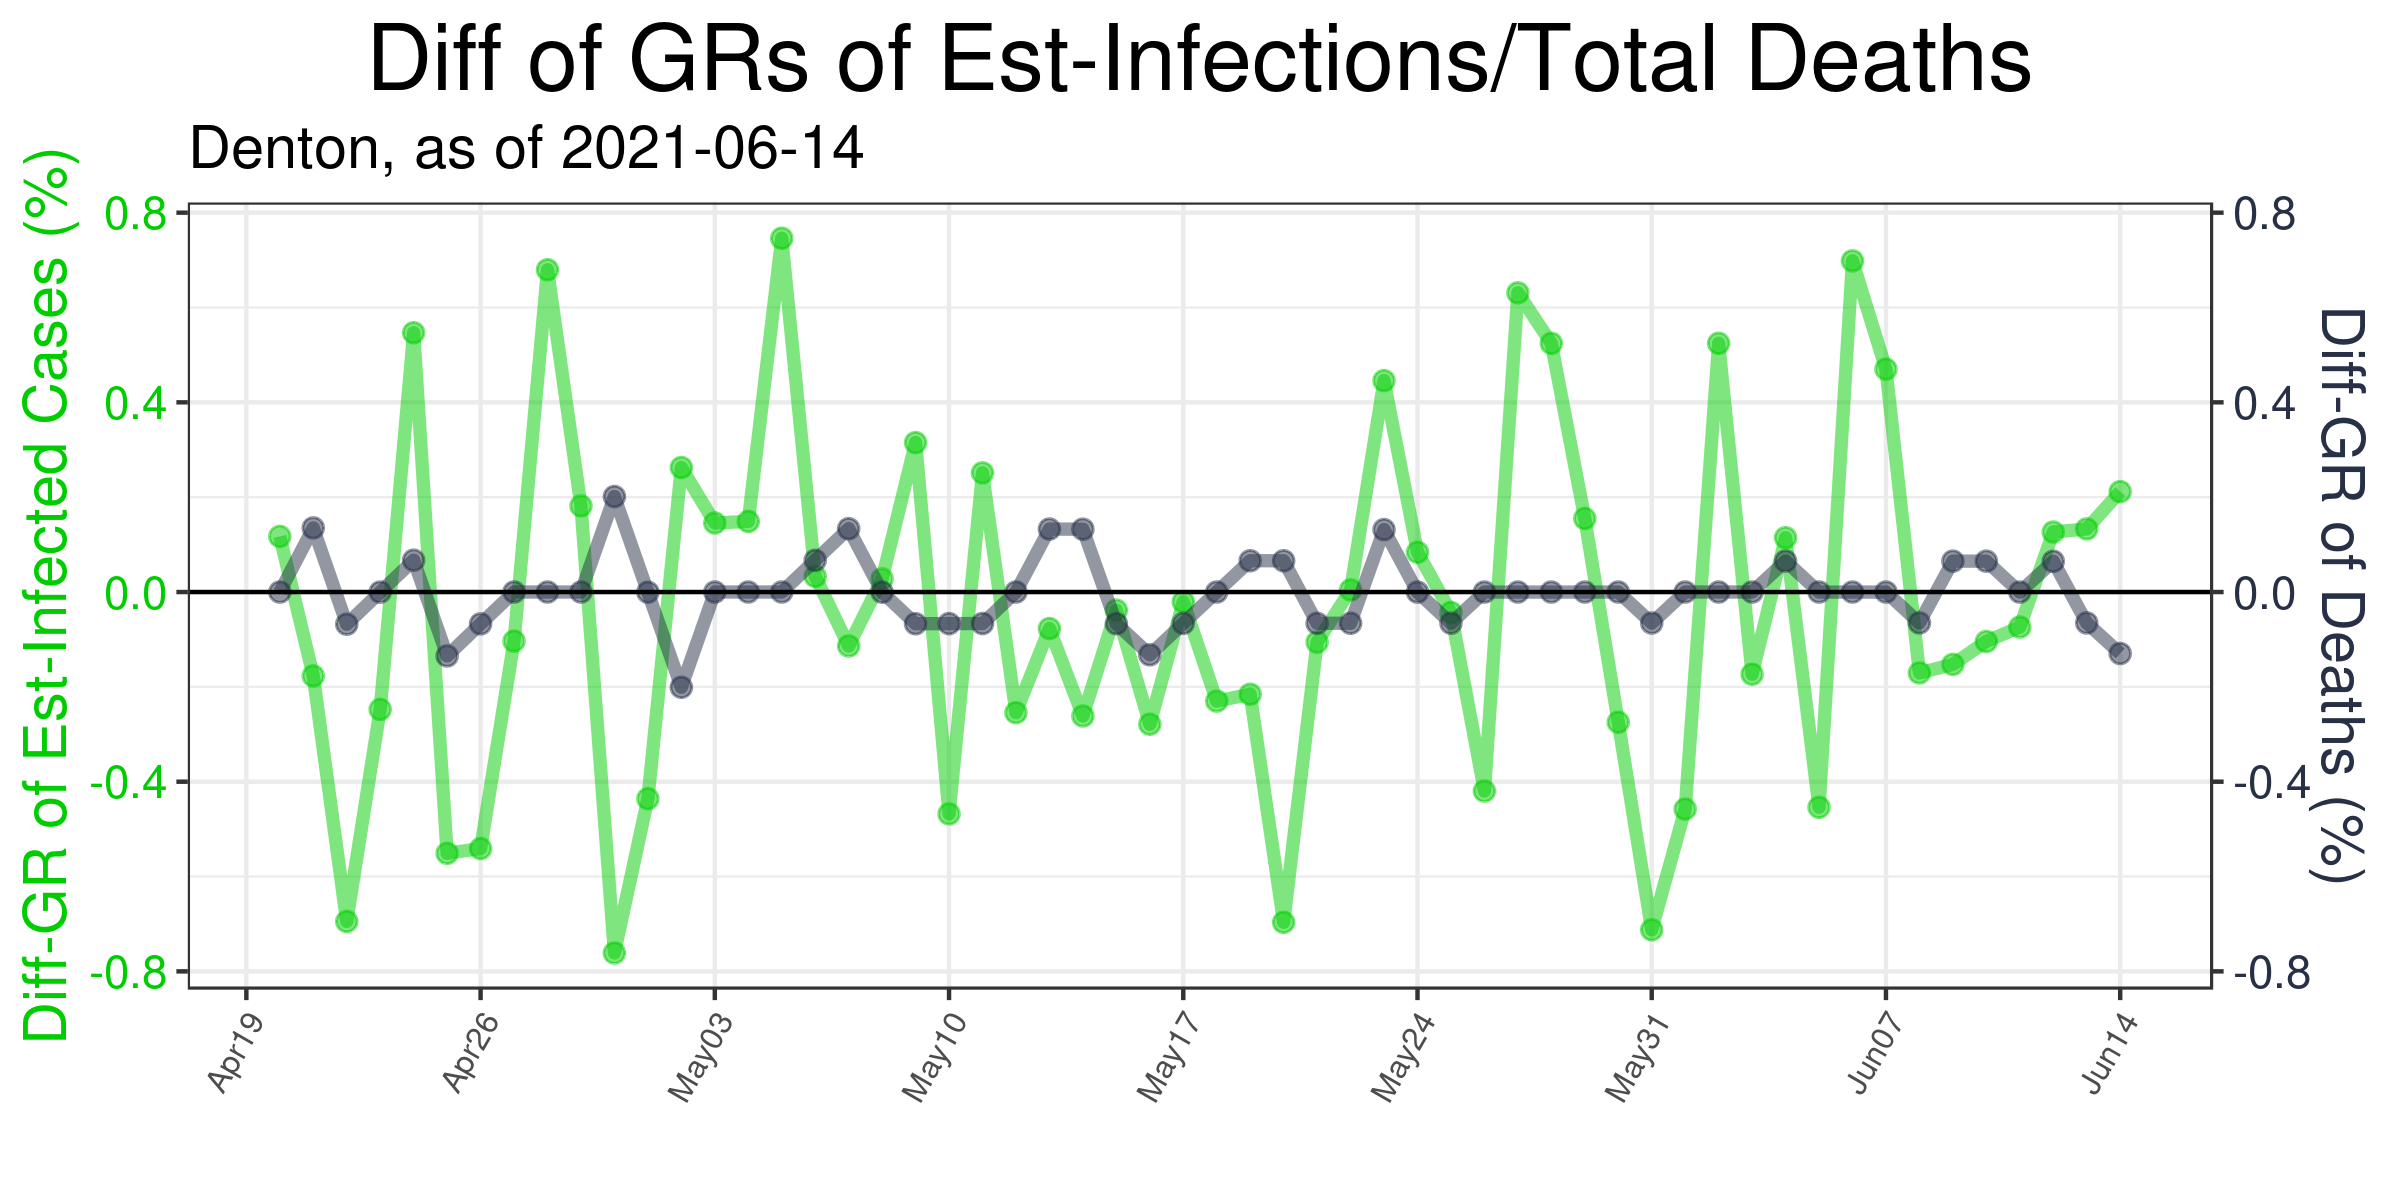 Diff of GRs of Est-Infections/Total Deaths
Denton, as of 2021-06-14
Diff-GR of Est-Infected Cases (%)
0.8
0.4
0.0
-0.4
-0.8
0.8
0.4
0.0
-0.4
-0.8
Diff-GR of Deaths (%)
Apr19
Apr26
May03
May10
May17
May24
May31
Jun07
Jun14